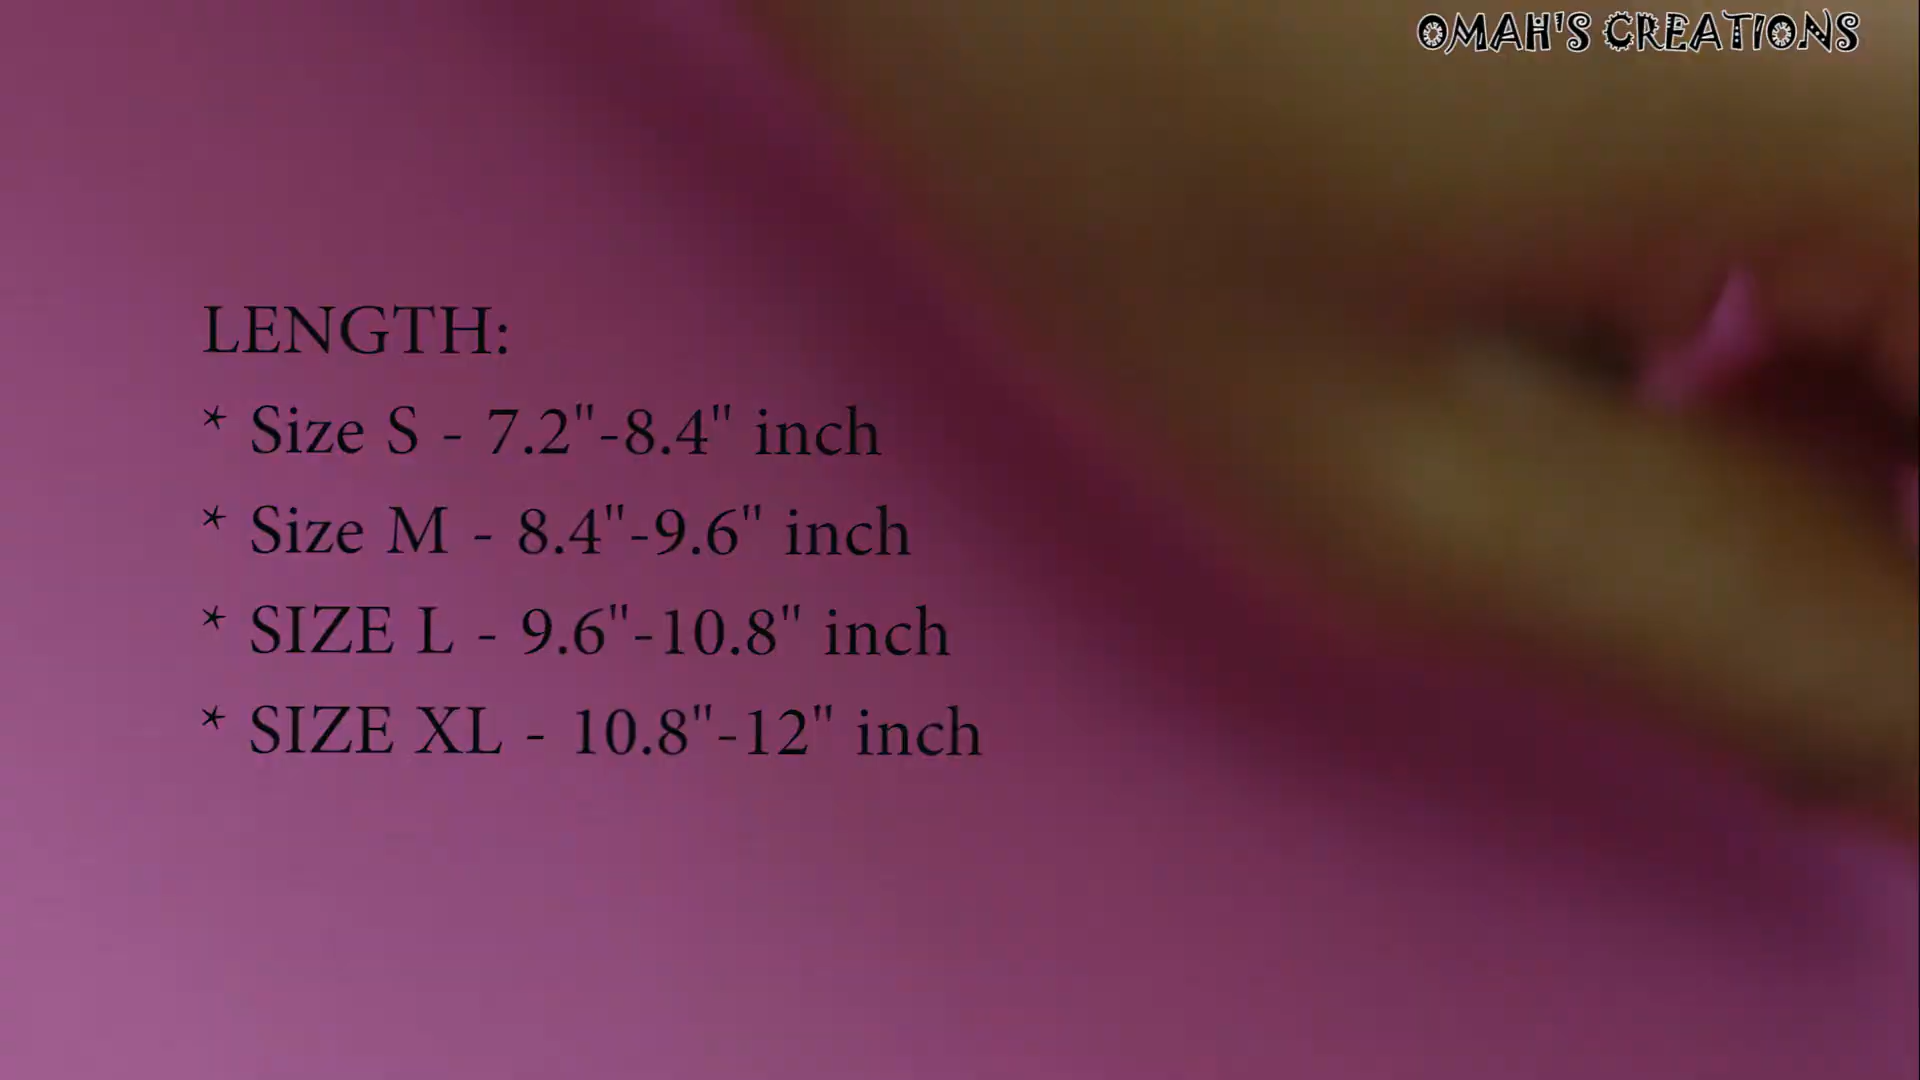 OMAH'S CREATIONS
LENGTH:
* Size S - 7.2"-8.4" inch
* Size M - 8.4"-9.6" inch
* SIZE L - 9.6"-10.8" inch
* SIZE XL - 10.8"-12" inch